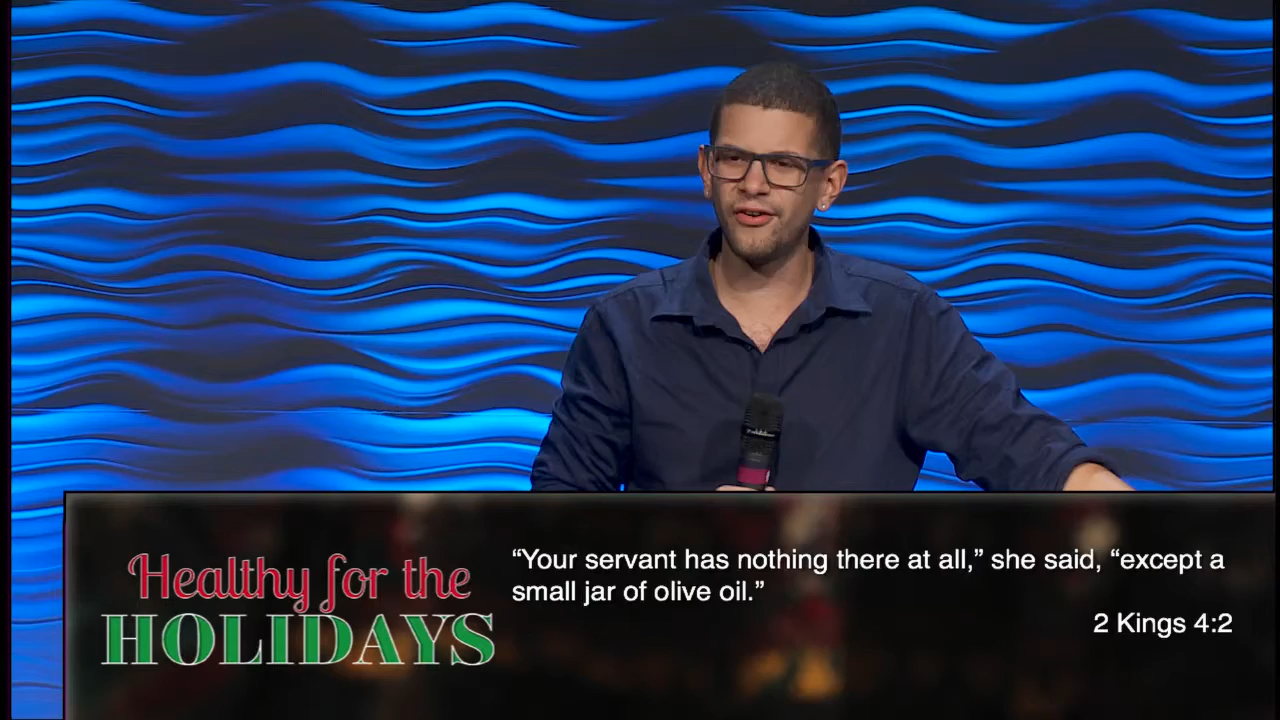 Healthy for the
HOLIDAYS
“Your servant has nothing there at all,” she said, “except a
small jar of olive oil.”
2 Kings 4:2